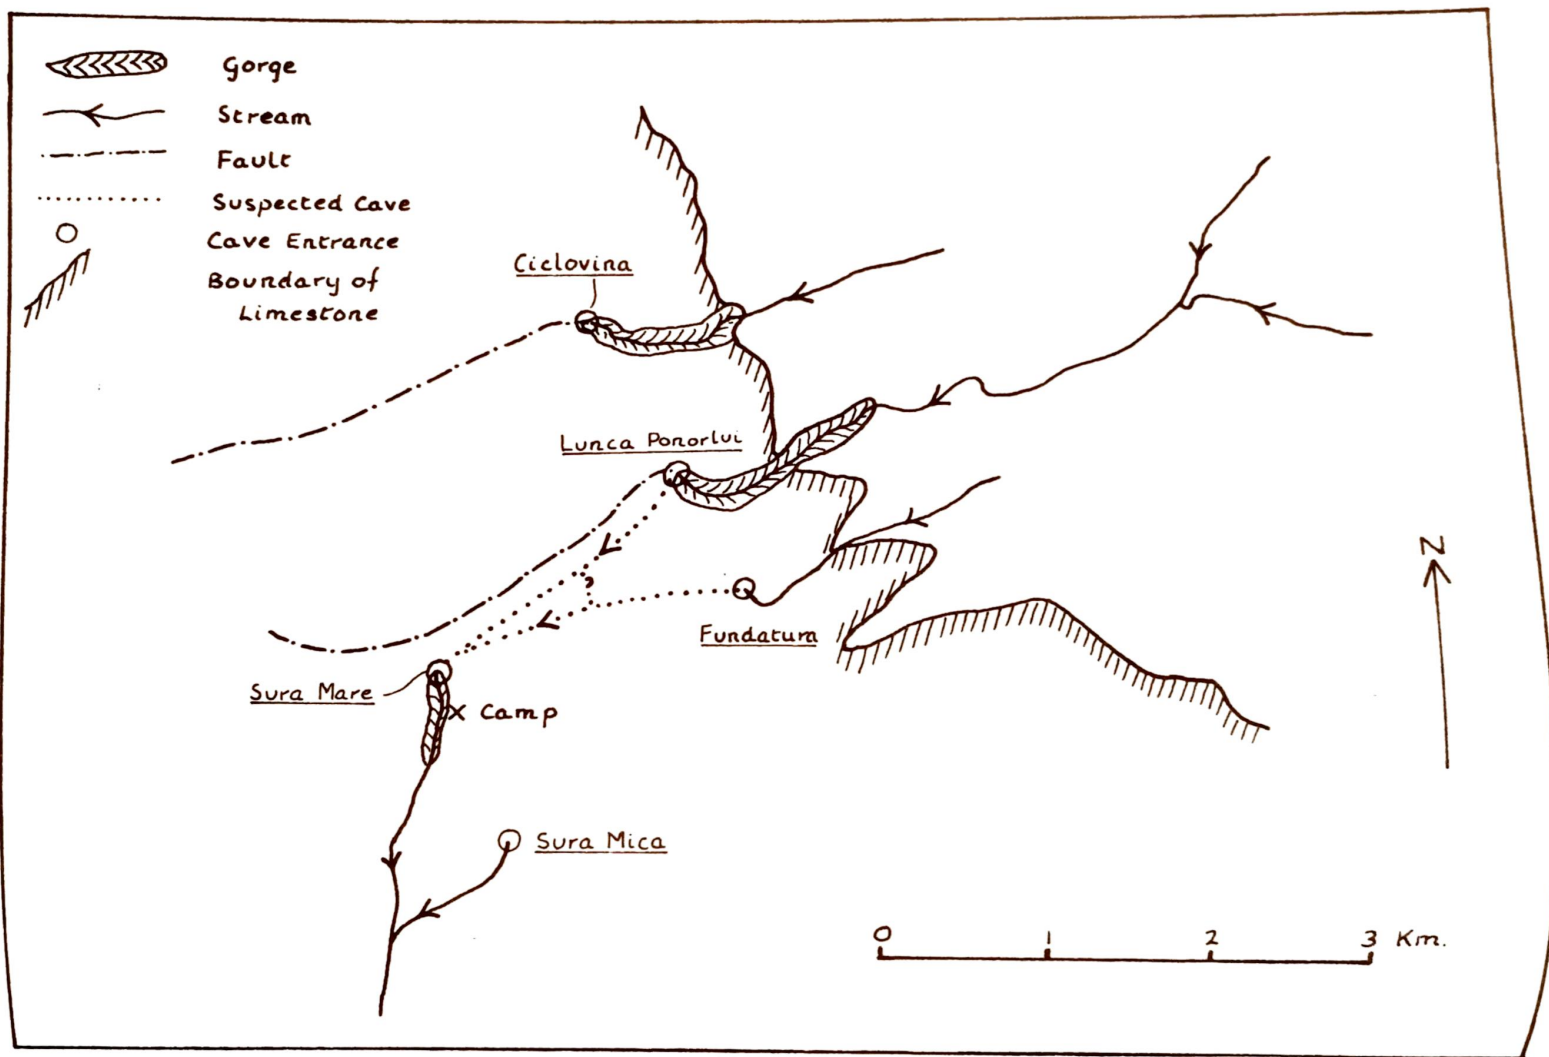 Gorge
Stream
Fault
Suspected Cave
Cave Entrance
Boundary of
Limestone
Ciclovina
Lunca Ponorlui
Fundatura
Sura Mare
x Camp
Sura Mica
N
0 1 2 3 Km.